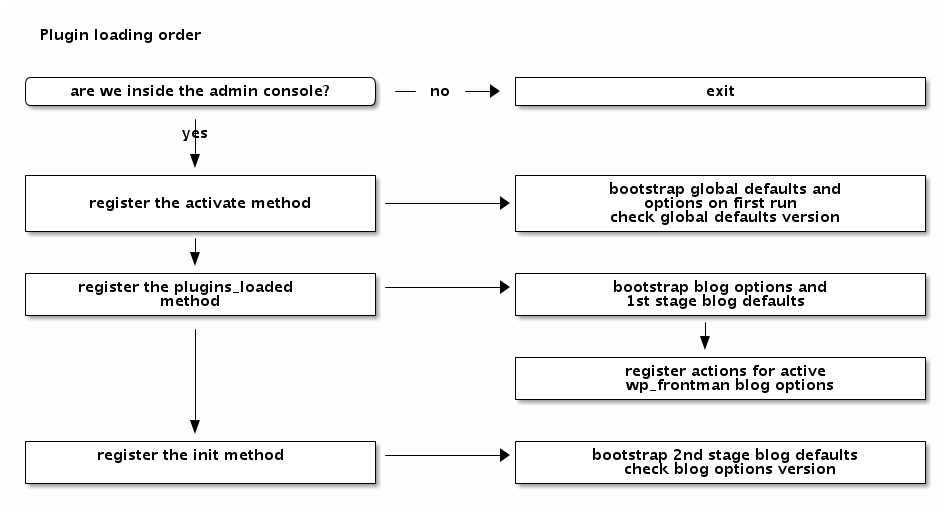 Plugin loading order
are we inside the admin console?
no
exit
yes
register the activate method
bootstrap global defaults and
options on first run
check global defaults version
register the plugins_loaded
method
bootstrap blog options and
1st stage blog defaults
register actions for active
wp_frontman blog options
register the init method
bootstrap 2nd stage blog defaults
check blog options version